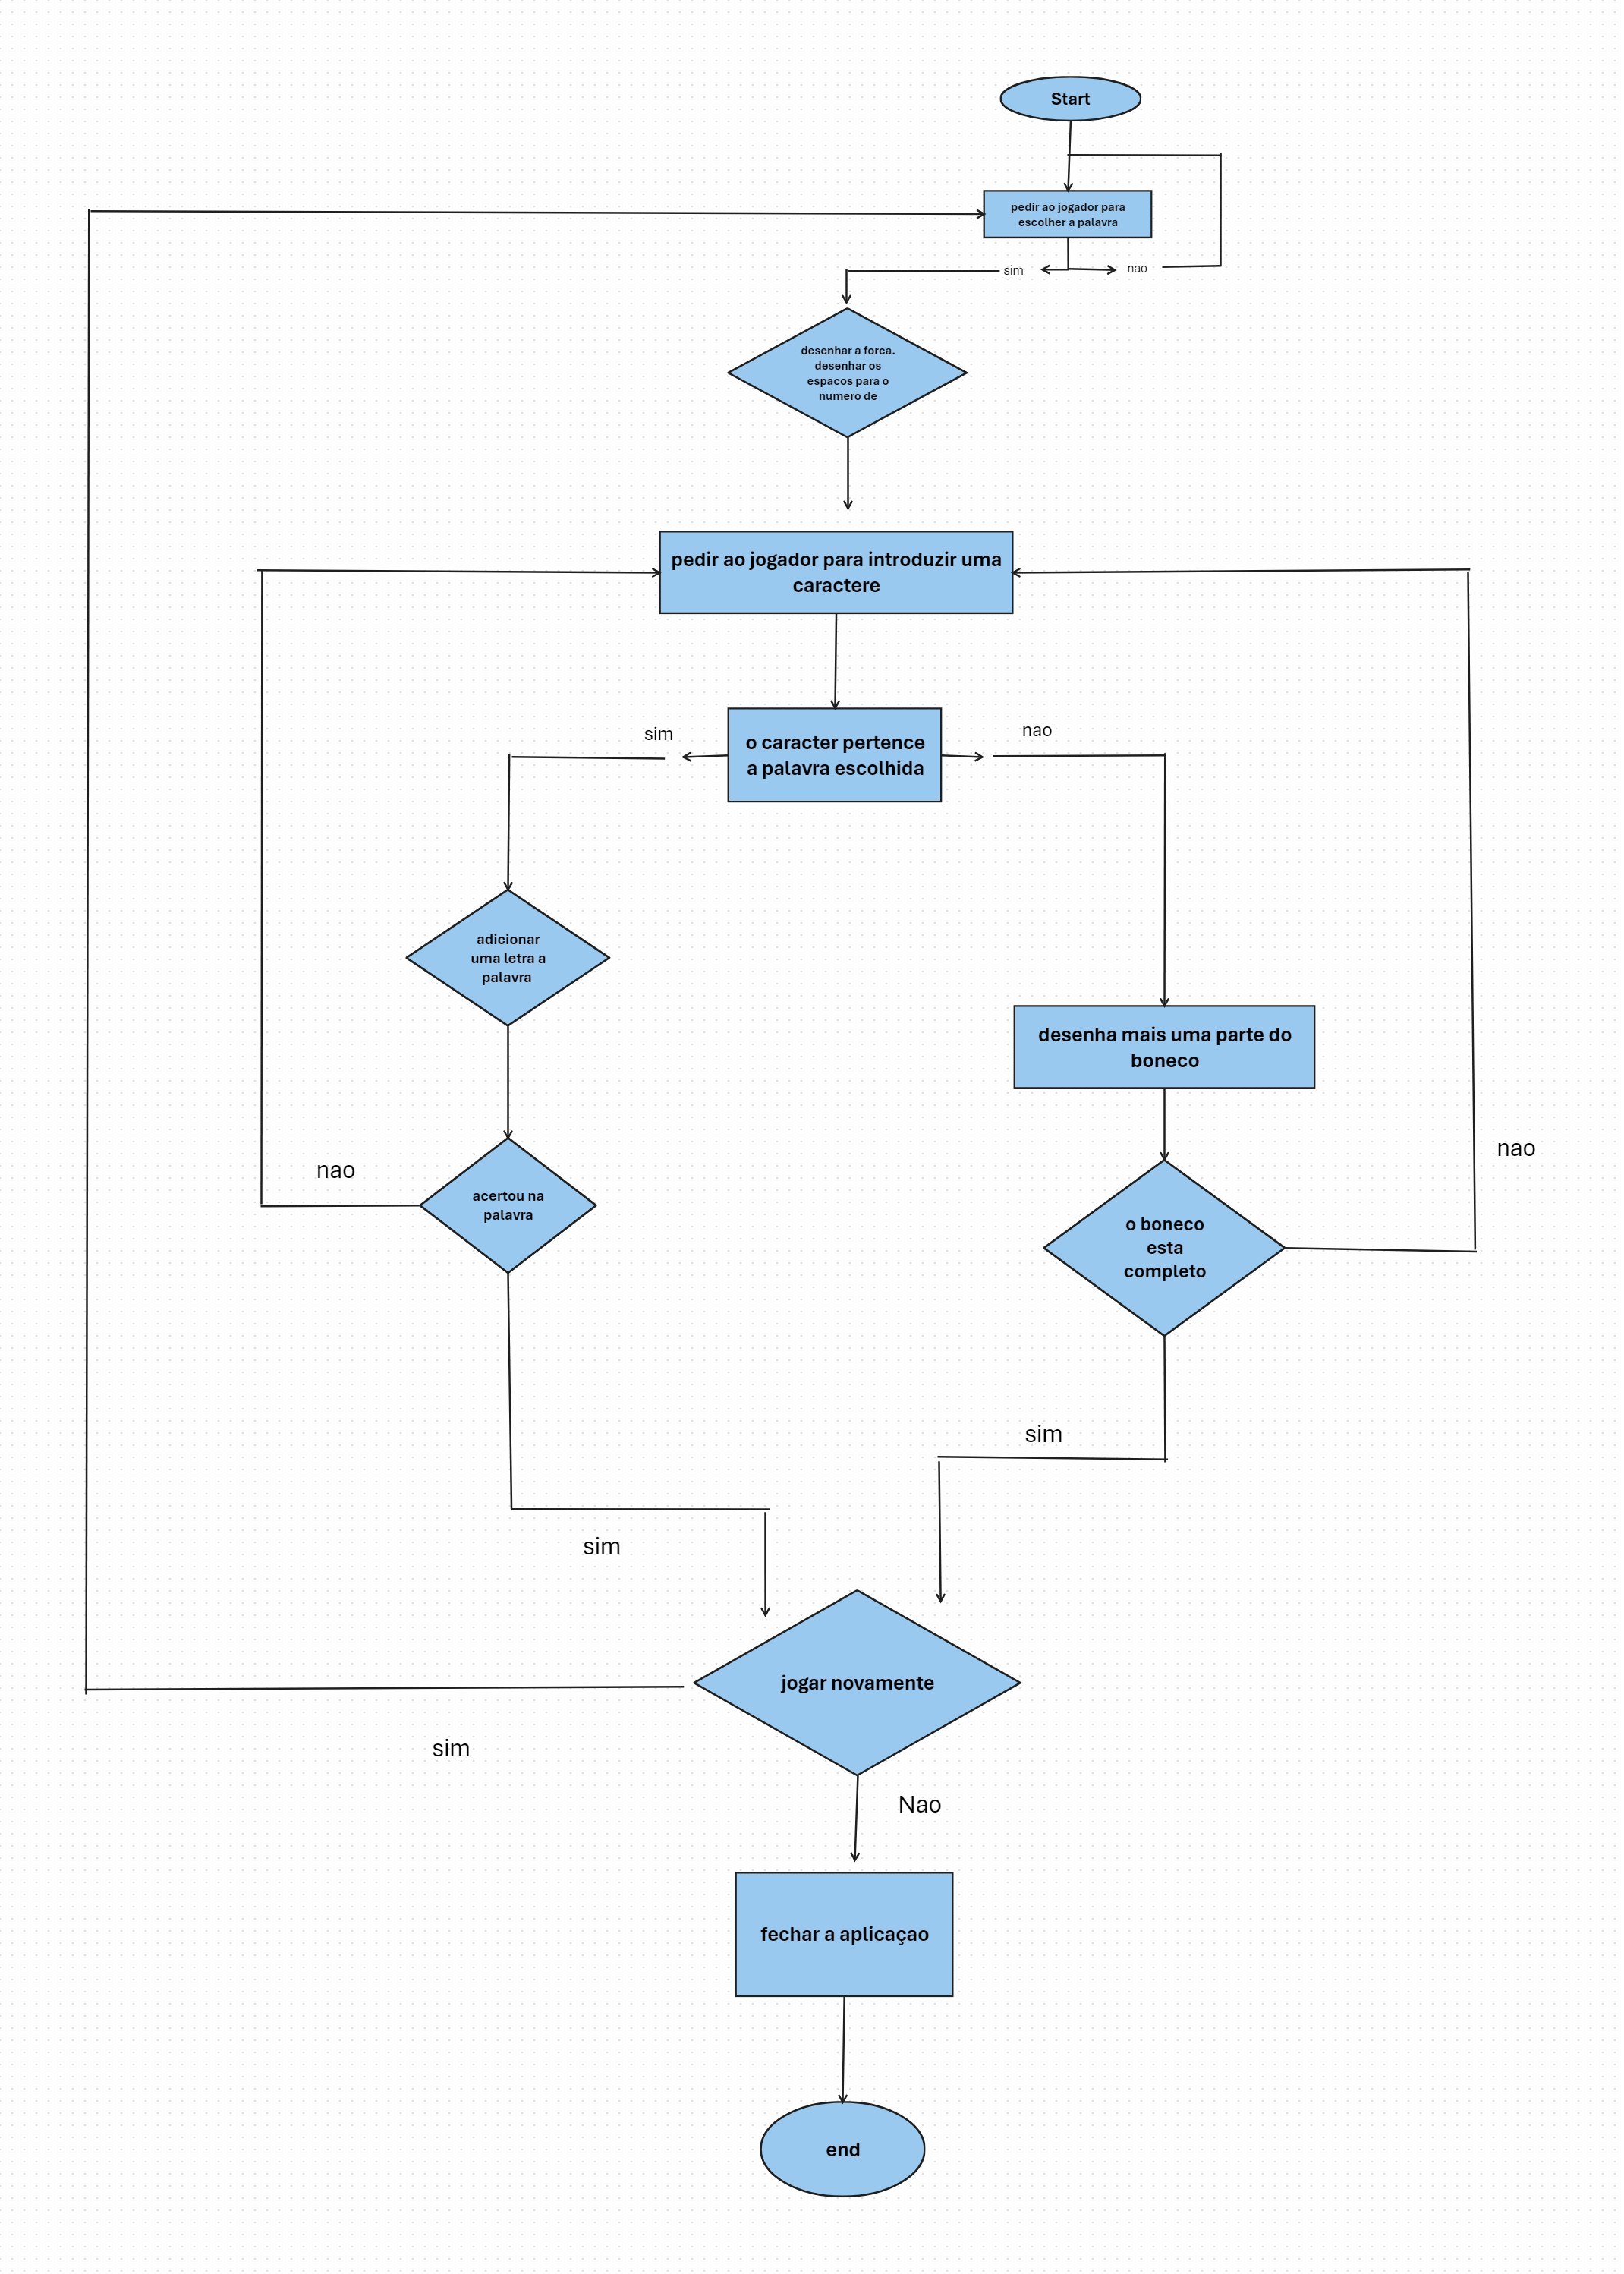 Start
pedir ao jogador para
escolher a palavra
sim
nao
desenhar a forca.
desenhar os
espacos para o
numero de
pedir ao jogador para introduzir uma
caractere
sim
nao
o caracter pertence
a palavra escolhida
adicionar
uma letra a
palavra
desenha mais uma parte do
boneco
nao
nao
acertou na
palavra
o boneco
esta
completo
sim
sim
jogar novamente
sim
Nao
fechar a aplicaçao
end